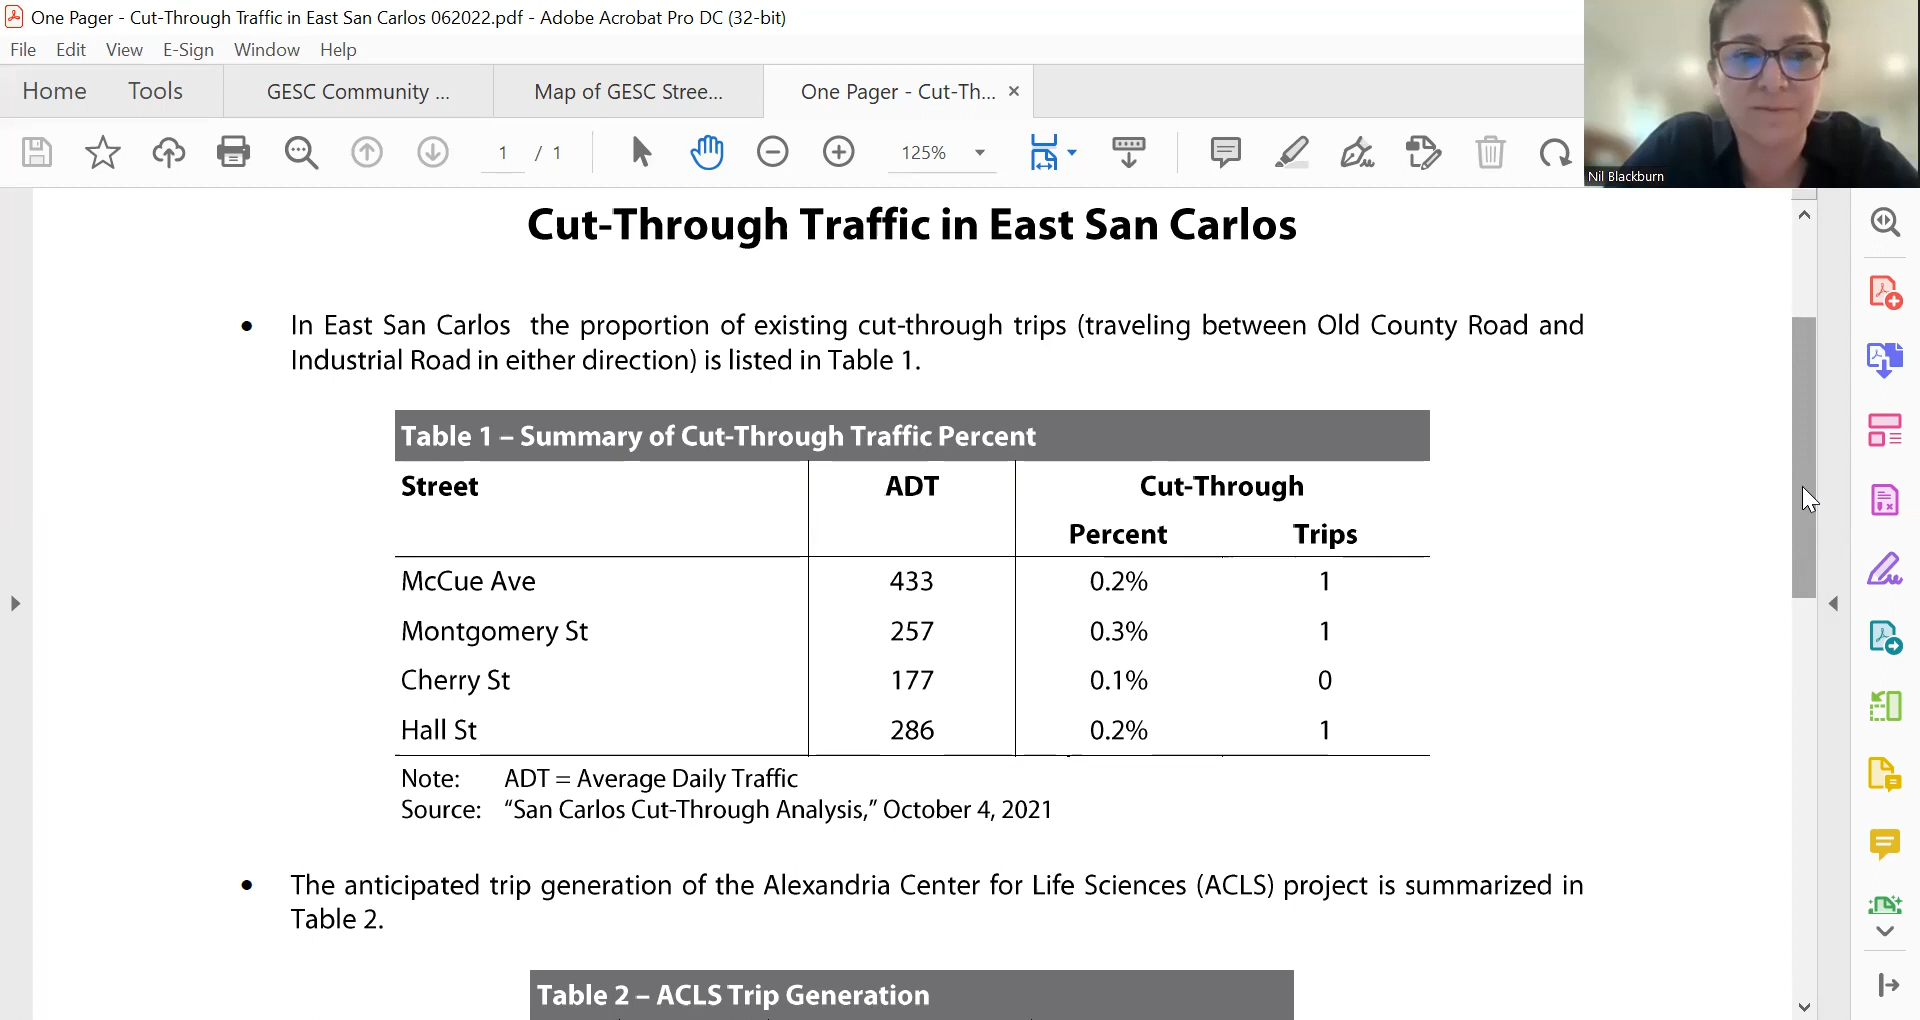 One Pager - Cut-Through Traffic in East San Carlos 062022.pdf - Adobe Acrobat Pro DC (32-bit)
File Edit View E-Sign Window Help
Home Tools GESC Community ... Map of GESC Stree... One Pager - Cut-Th... ×
1 / 1 125%
Nil Blackburn
Cut-Through Traffic in East San Carlos
• In East San Carlos the proportion of existing cut-through trips (traveling between Old County Road and
Industrial Road in either direction) is listed in Table 1.
Table 1 – Summary of Cut-Through Traffic Percent
Street ADT Cut-Through
Percent Trips
McCue Ave 433 0.2% 1
Montgomery St 257 0.3% 1
Cherry St 177 0.1% 0
Hall St 286 0.2% 1
Note: ADT = Average Daily Traffic
Source: “San Carlos Cut-Through Analysis,” October 4, 2021
• The anticipated trip generation of the Alexandria Center for Life Sciences (ACLS) project is summarized in
Table 2.
Table 2 – ACLS Trip Generation